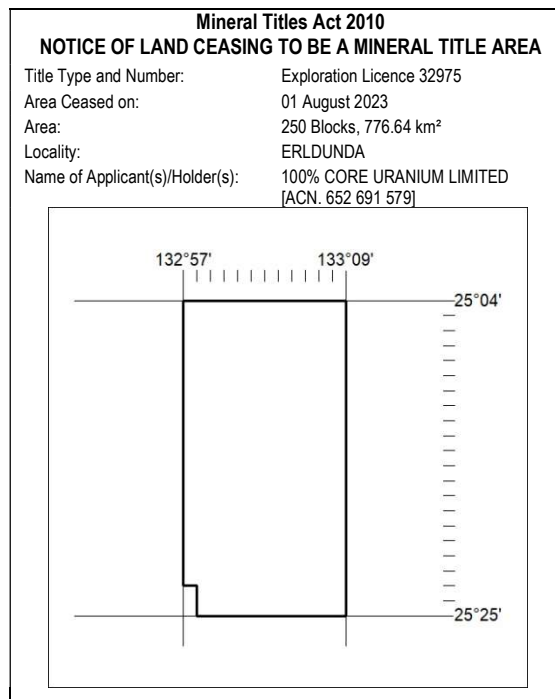 Mineral Titles Act 2010
NOTICE OF LAND CEASING TO BE A MINERAL TITLE AREA
Title Type and Number: Exploration Licence 32975
Area Ceased on: 01 August 2023
Area: 250 Blocks, 776.64 km²
Locality: ERLDUNDA
Name of Applicant(s)/Holder(s): 100% CORE URANIUM LIMITED
[ACN. 652 691 579]
132°57' 133°09'
25°04'
25°25'